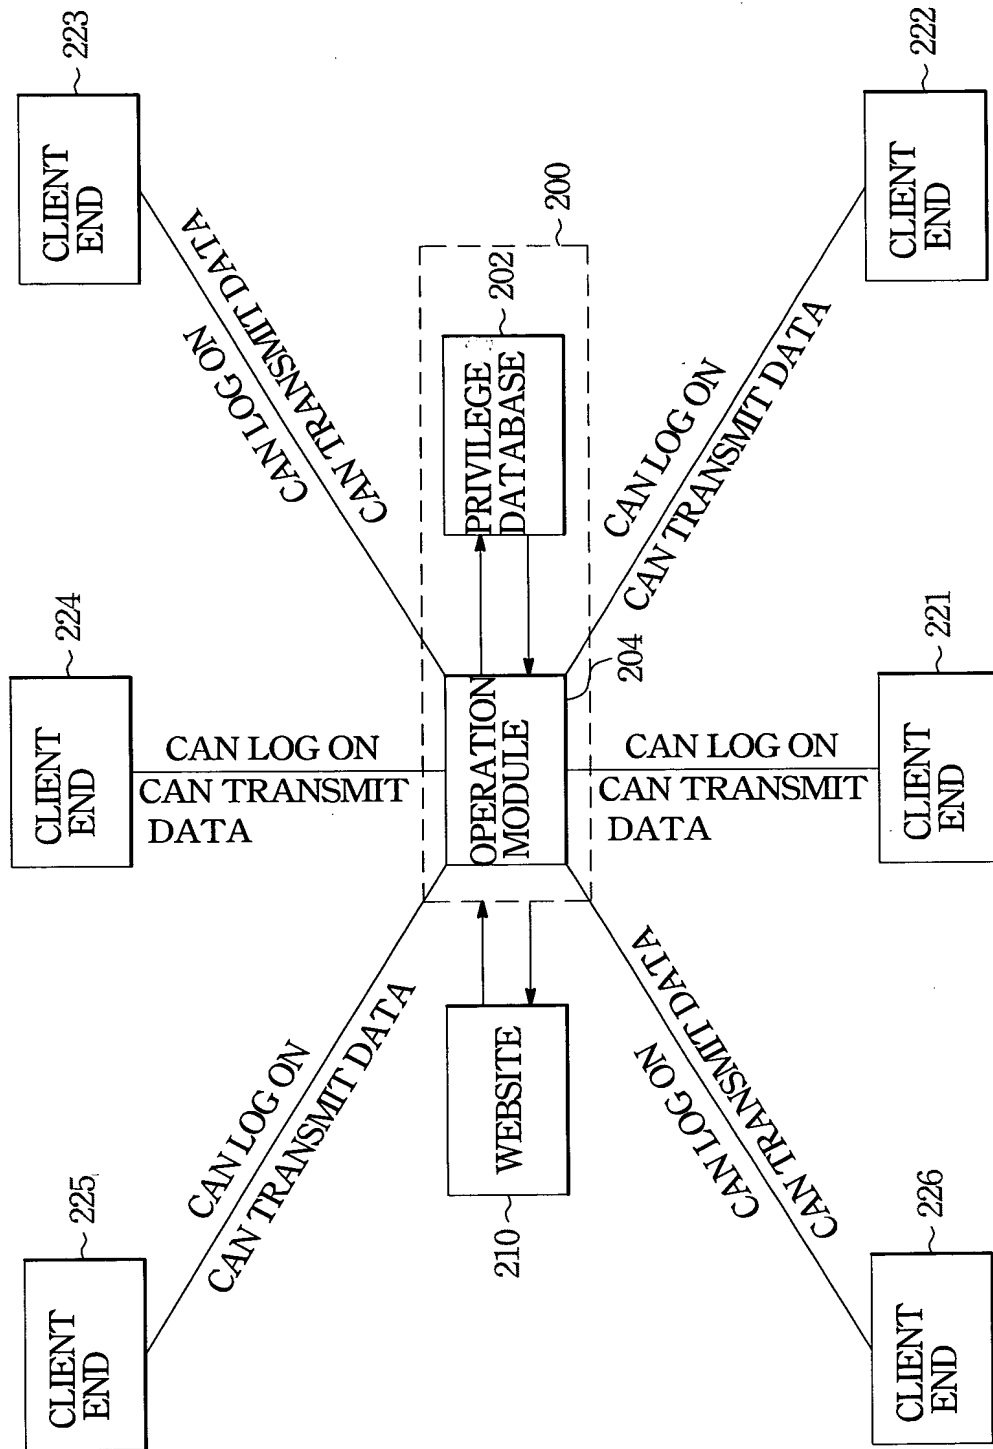 CLIENT
END
225
CAN LOG ON
CAN TRANSMIT DATA
CLIENT
END
224
CAN LOG ON
CAN TRANSMIT
DATA
CLIENT
END
223
CAN LOG ON
CAN TRANSMIT DATA
WEBSITE
210
OPERATION
MODULE
204
PRIVILEGE
DATABASE
202
200
CLIENT
END
226
CAN TRANSMIT DATA
CAN LOG ON
CLIENT
END
221
CAN LOG ON
CAN TRANSMIT
DATA
CLIENT
END
222
CAN LOG ON
CAN TRANSMIT DATA